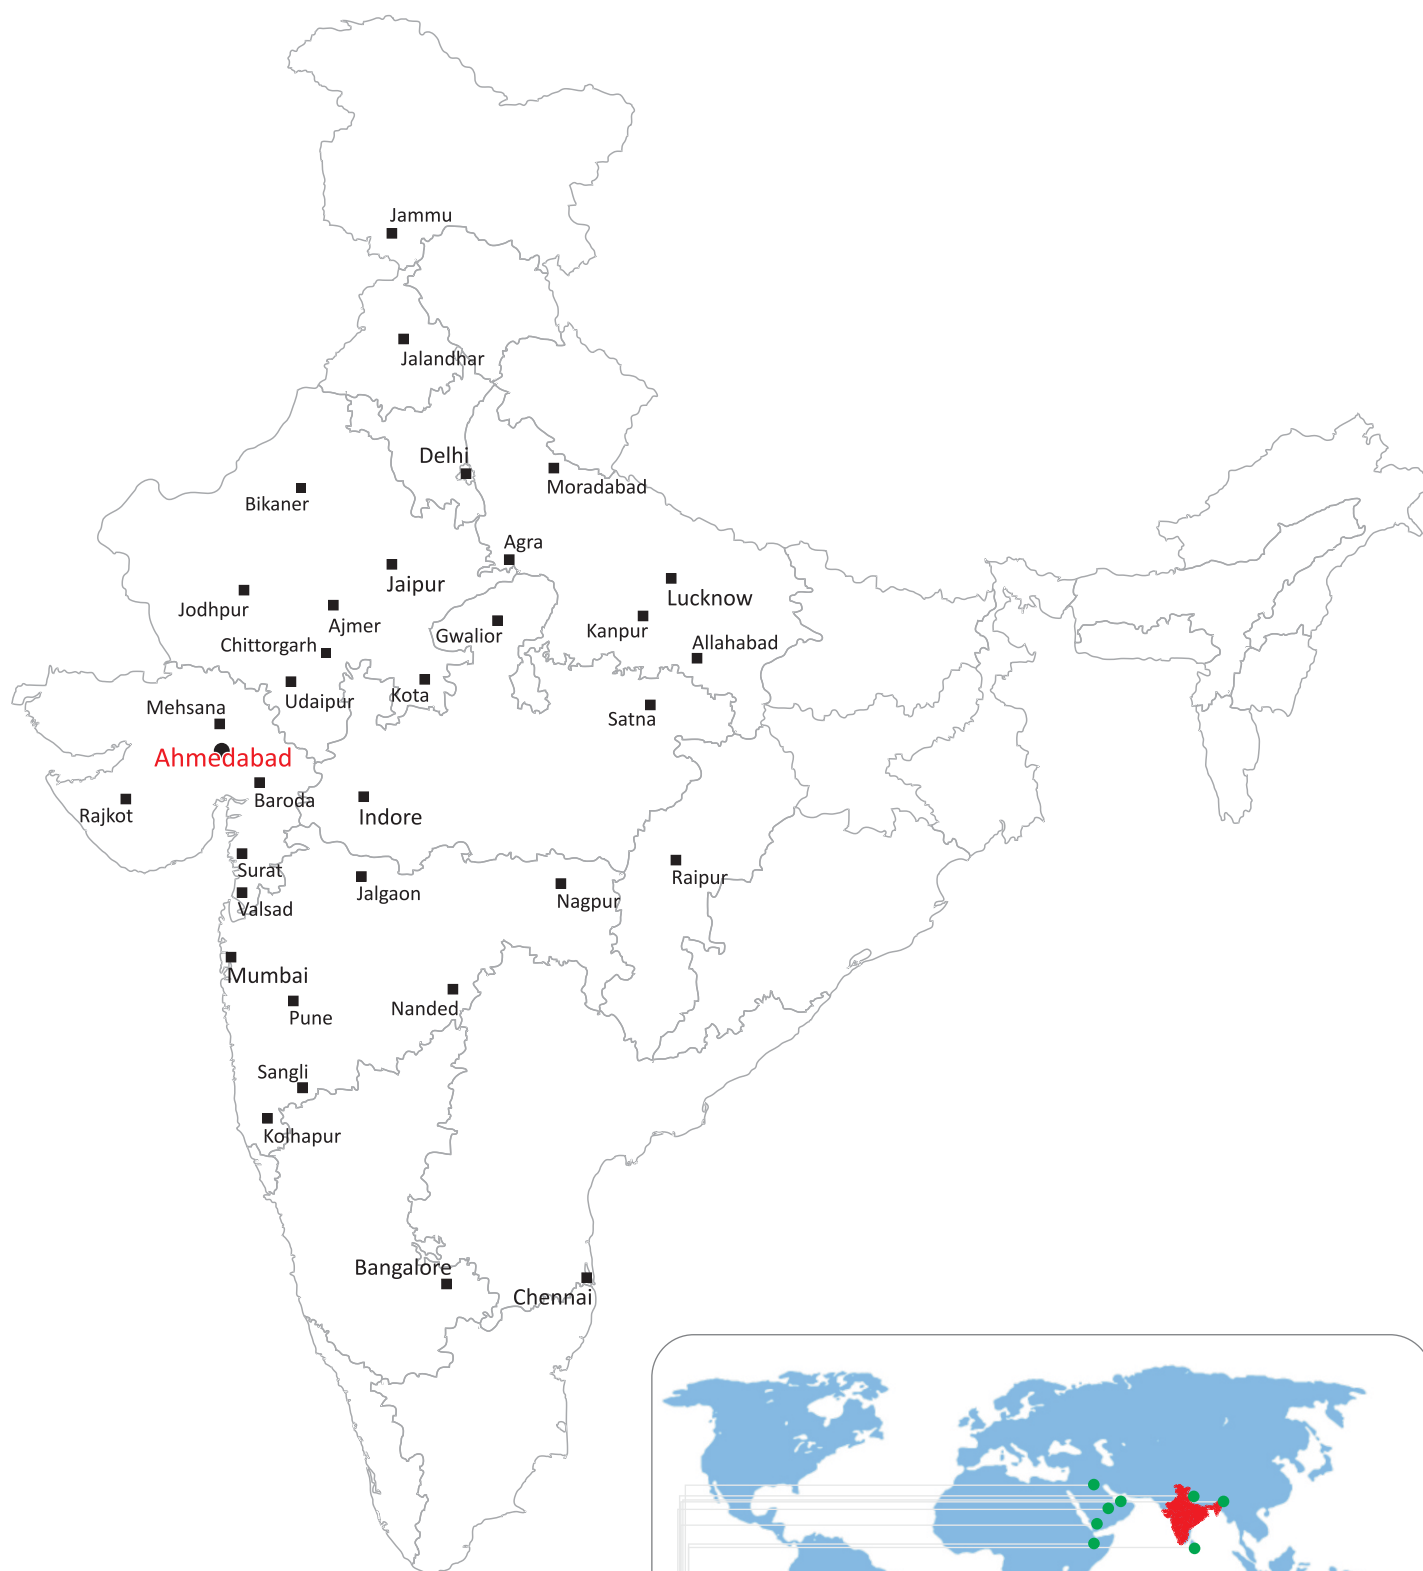 Jammu
Jalandhar
Delhi
Moradabad
Bikaner
Agra
Jaipur
Lucknow
Jodhpur
Ajmer
Kanpur
Gwalior
Chittorgarh
Allahabad
Udaipur
Kota
Mehsana
Satna
Ahmedabad
Baroda
Rajkot
Indore
Surat
Raipur
Jalgaon
Nagpur
Valsad
Mumbai
Nanded
Pune
Sangli
Kolhapur
Bangalore
Chennai